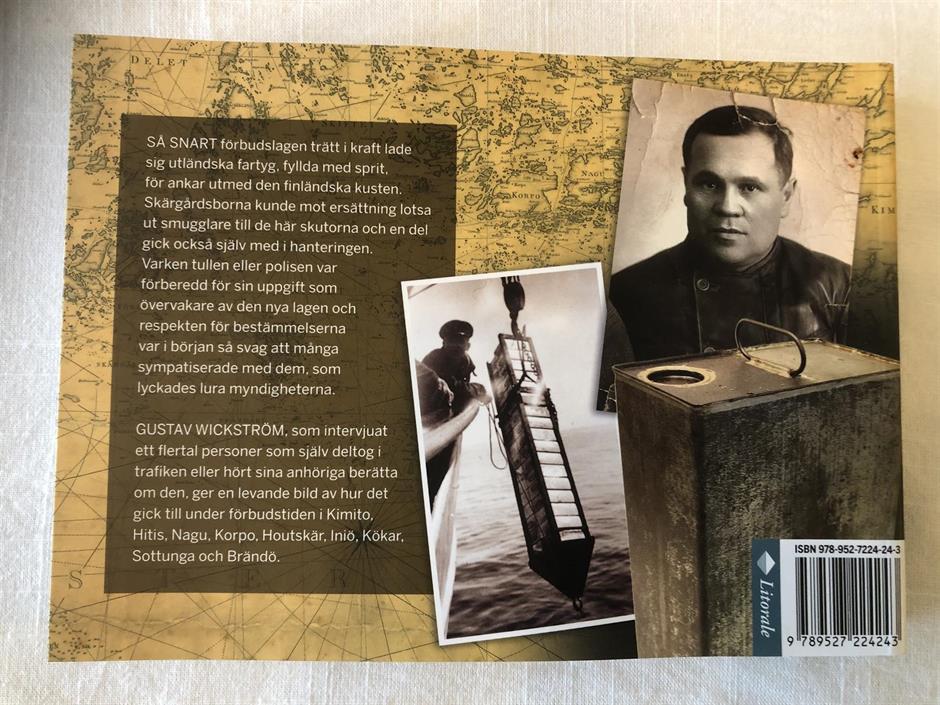 DELET
SÅ SNART förbudslagen trätt i kraft lade
sig utländska fartyg, fyllda med sprit,
för ankar utmed den finländska kusten.
Skärgårdsborna kunde mot ersättning lotsa
ut smugglare till de här skutorna och en del
gick också själv med i hanteringen.
Varken tullen eller polisen var
förberedd för sin uppgift som
övervakare av den nya lagen och
respekten för bestämmelserna
var i början så svag att många
sympatiserade med dem, som
lyckades lura myndigheterna.
GUSTAV WICKSTRÖM, som intervjuat
ett flertal personer som själv deltog i
trafiken eller hört sina anhöriga berätta
om den, ger en levande bild av hur det
gick till under förbudstiden i Kimito,
Hitis, Nagu, Korpo, Houtskär, Iniö, Kökar,
Sottunga och Brändö.
NAGU
KORPO
KIM
ISBN 978-952-7224-24-3
Litorale
9 789527 224243